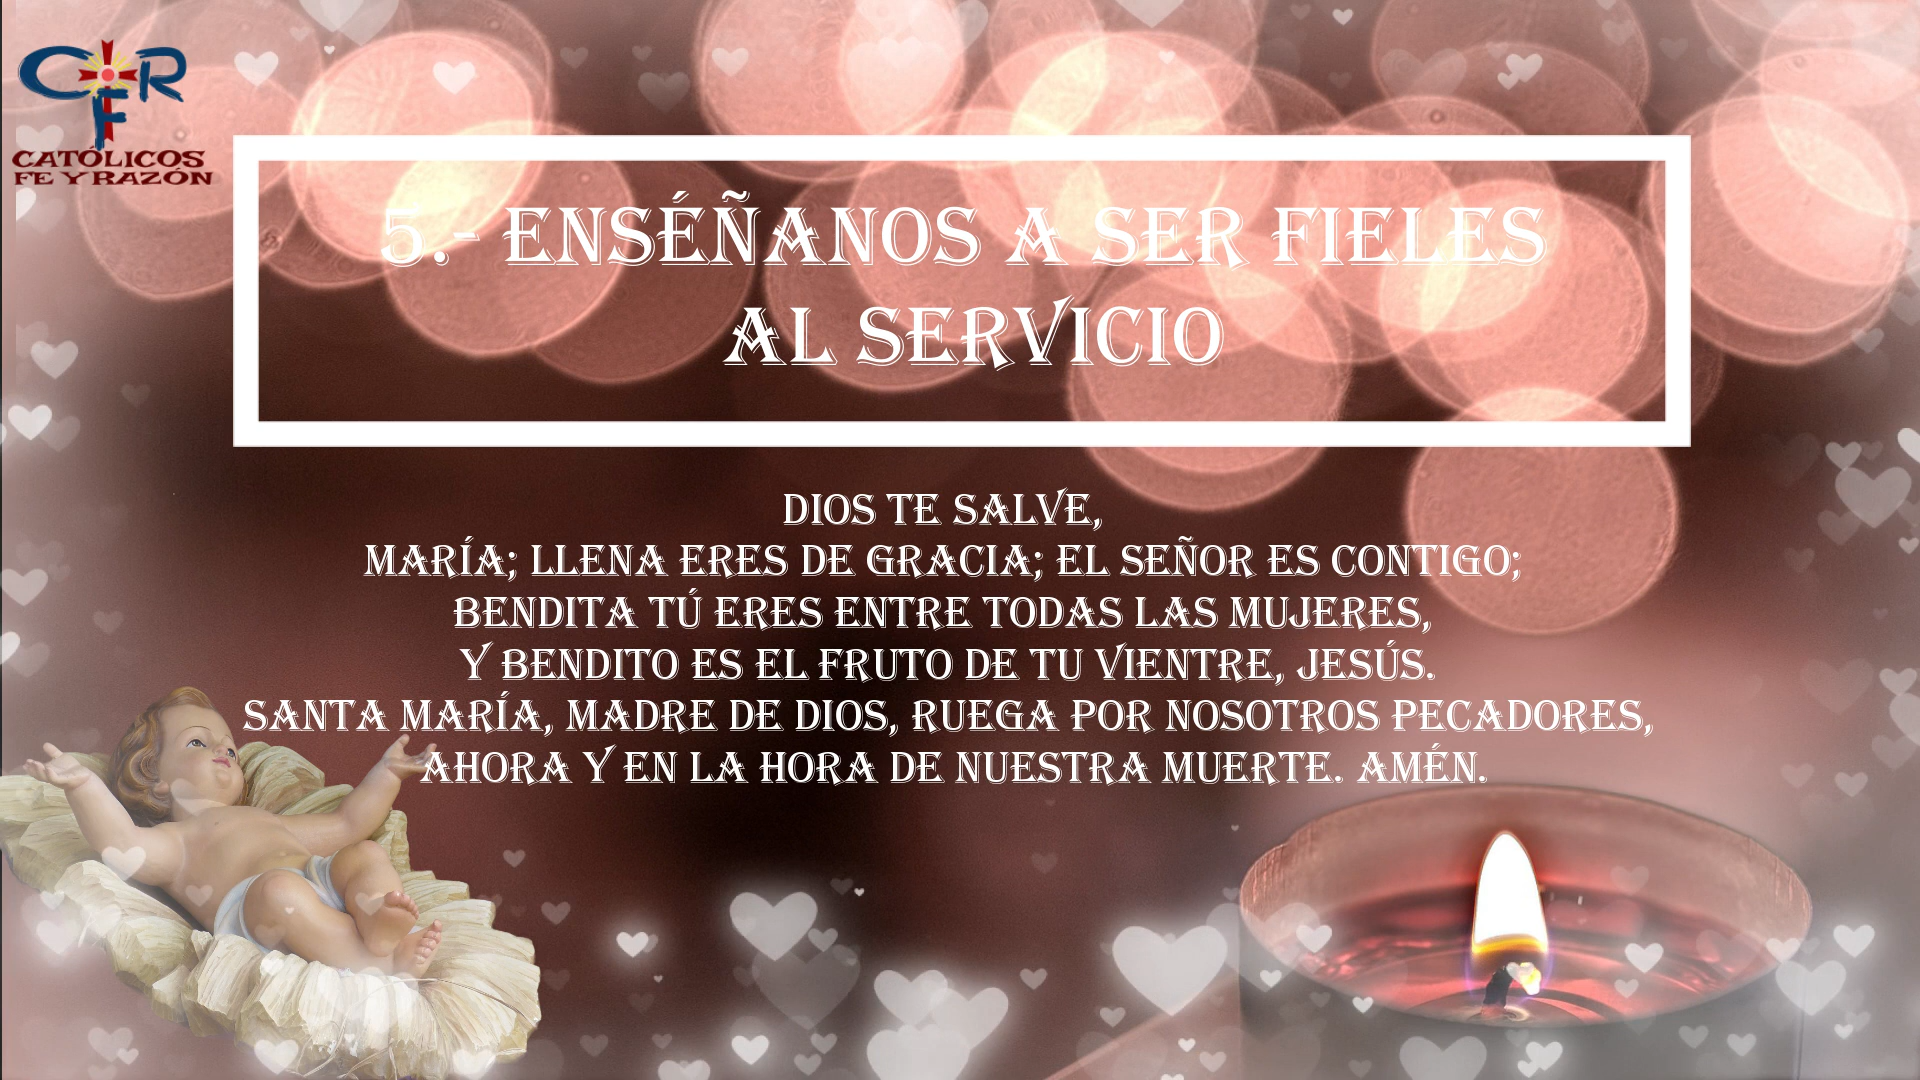 CFR
CATÓLICOS
FE Y RAZÓN
5.- ENSÉÑANOS A SER FIELES
AL SERVICIO
DIOS TE SALVE,
MARÍA; LLENA ERES DE GRACIA; EL SEÑOR ES CONTIGO;
BENDITA TÚ ERES ENTRE TODAS LAS MUJERES,
Y BENDITO ES EL FRUTO DE TU VIENTRE, JESÚS.
SANTA MARÍA, MADRE DE DIOS, RUEGA POR NOSOTROS PECADORES,
AHORA Y EN LA HORA DE NUESTRA MUERTE. AMÉN.